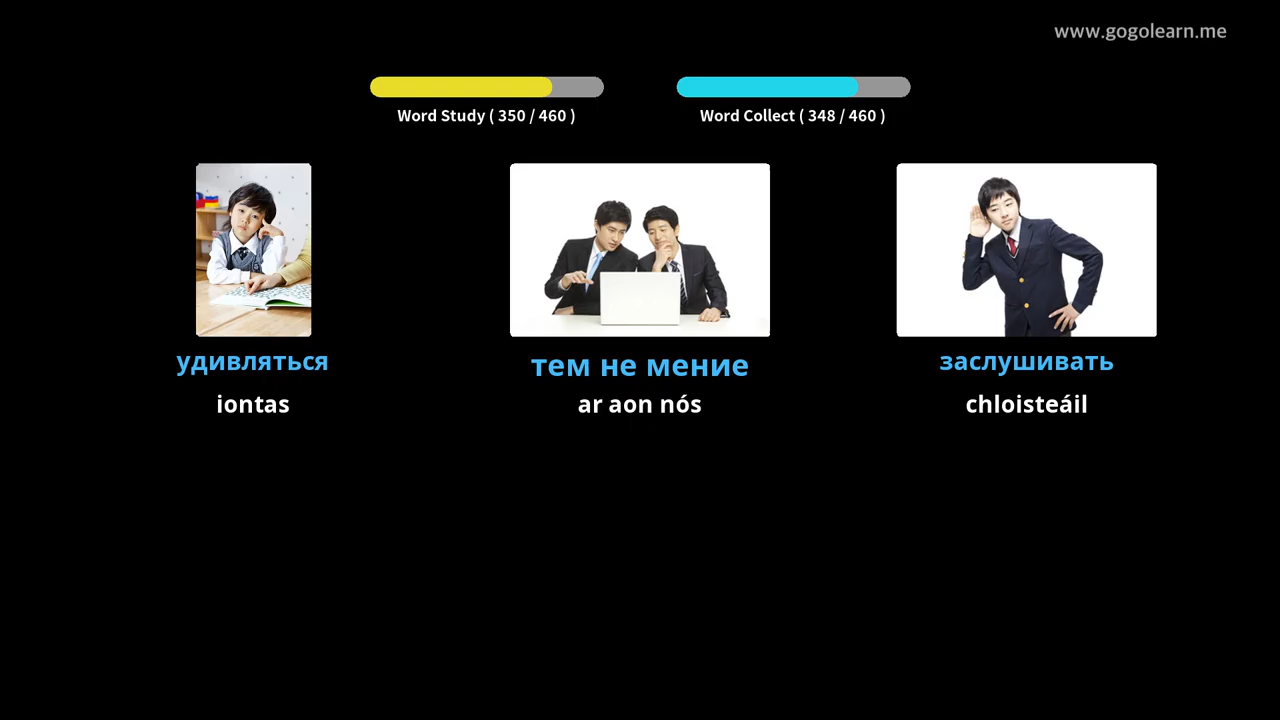 www.gogolearn.me
Word Study ( 350 / 460 )
Word Collect ( 348 / 460 )
удивляться
тем не мение
заслушивать
iontas
ar aon nós
chloisteáil